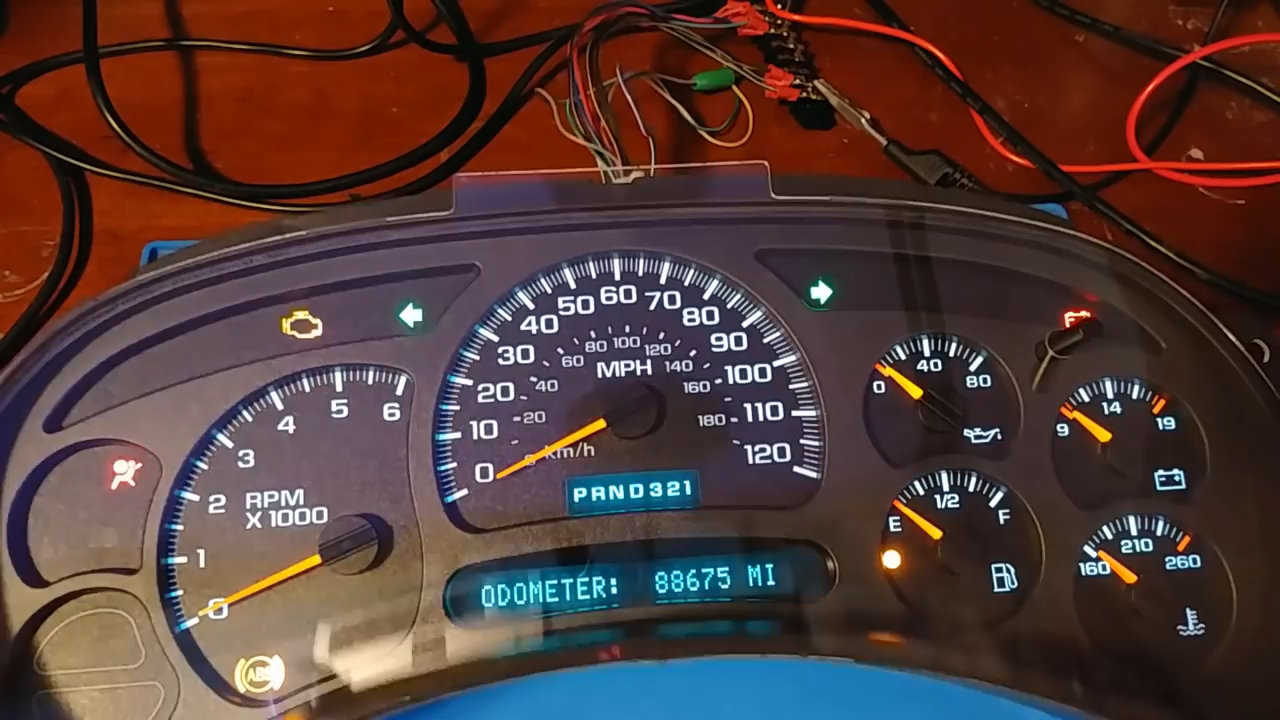 10 20 30 40 50 60 70 80 90 100 110 120
0
20 40 60 80 100 120 140 160 180
MPH
km/h
PRND321
ODOMETER: 88675 MI
0 1 2 3 4 5 6
RPM
X 1000
ABS
0 40 80
9 14 19
E 1/2 F
160 210 260